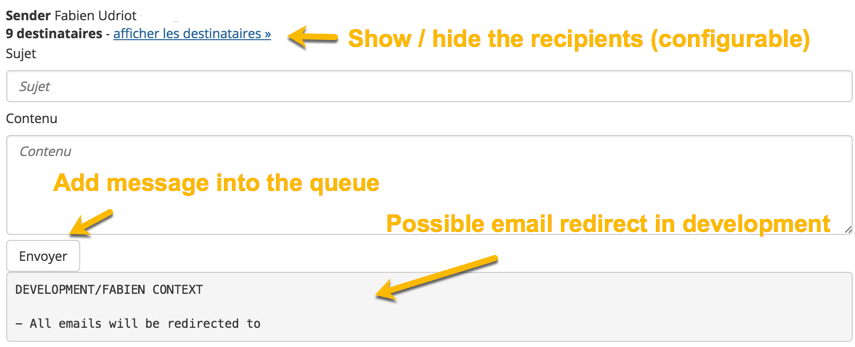 Sender Fabien Udriot
9 destinataires - afficher les destinataires »
Show / hide the recipients (configurable)
Sujet
Sujet
Contenu
Contenu
Add message into the queue
Possible email redirect in development
Envoyer
DEVELOPMENT/FABIEN CONTEXT
— All emails will be redirected to